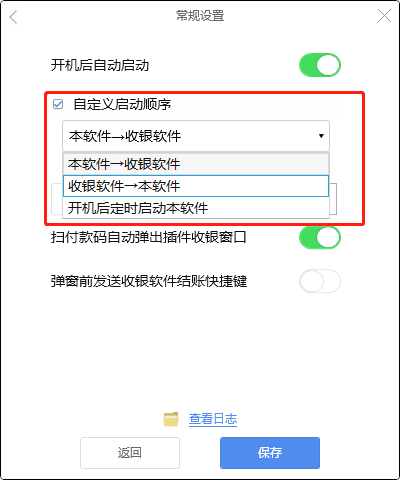 常规设置
开机后自动启动
自定义启动顺序
本软件→收银软件
本软件→收银软件
收银软件→本软件
开机后定时启动本软件
扫付款码自动弹出插件收银窗口
弹窗前发送收银软件结账快捷键
查看日志
返回
保存